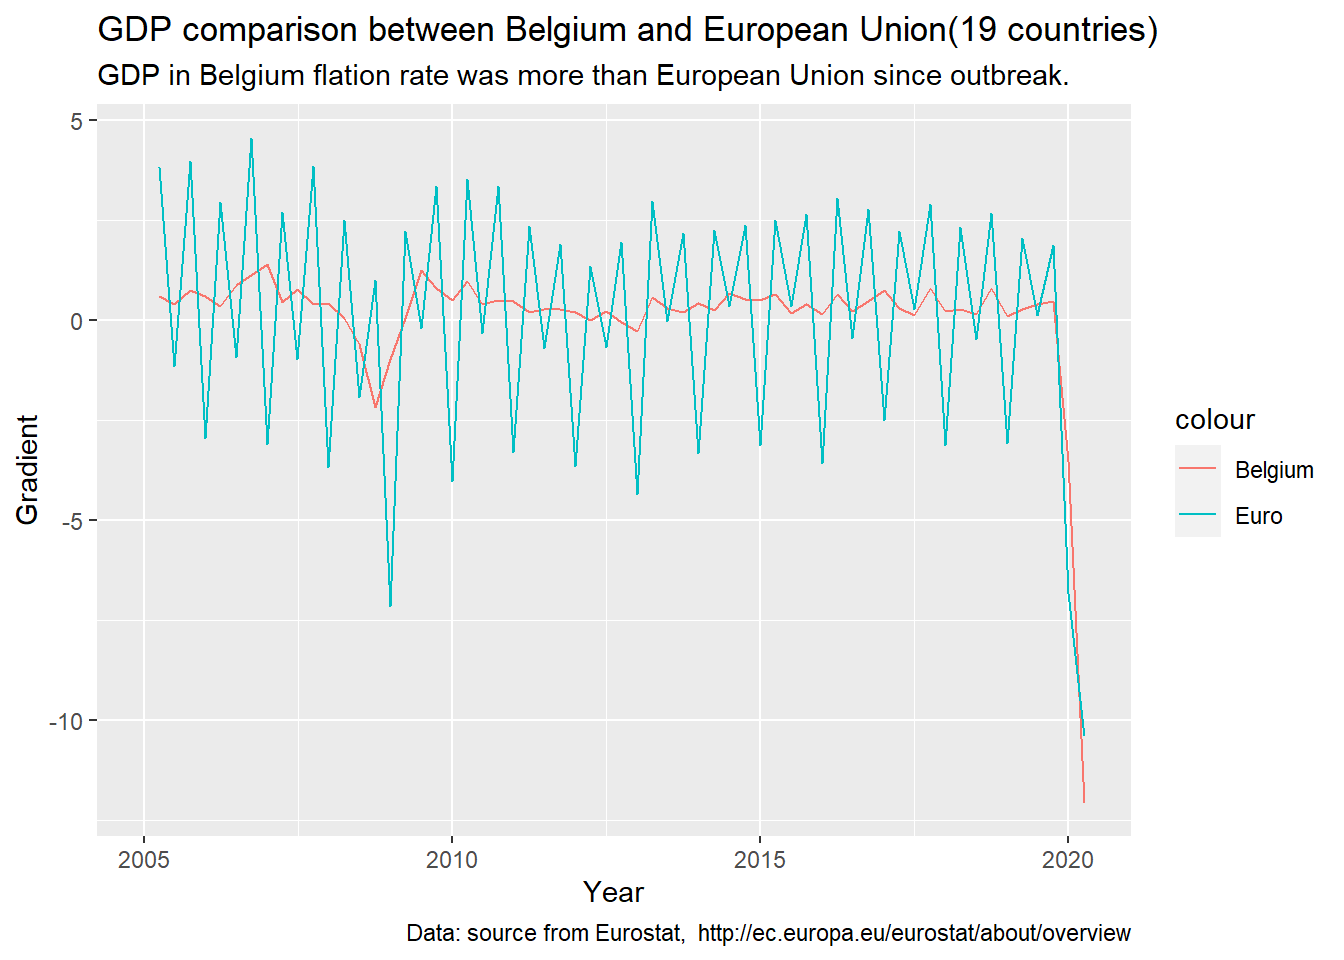 GDP comparison between Belgium and European Union(19 countries)
GDP in Belgium flation rate was more than European Union since outbreak.
5
0
-5
-10
Gradient
2005 2010 2015 2020
Year
colour
Belgium
Euro
Data: source from Eurostat,  http://ec.europa.eu/eurostat/about/overview